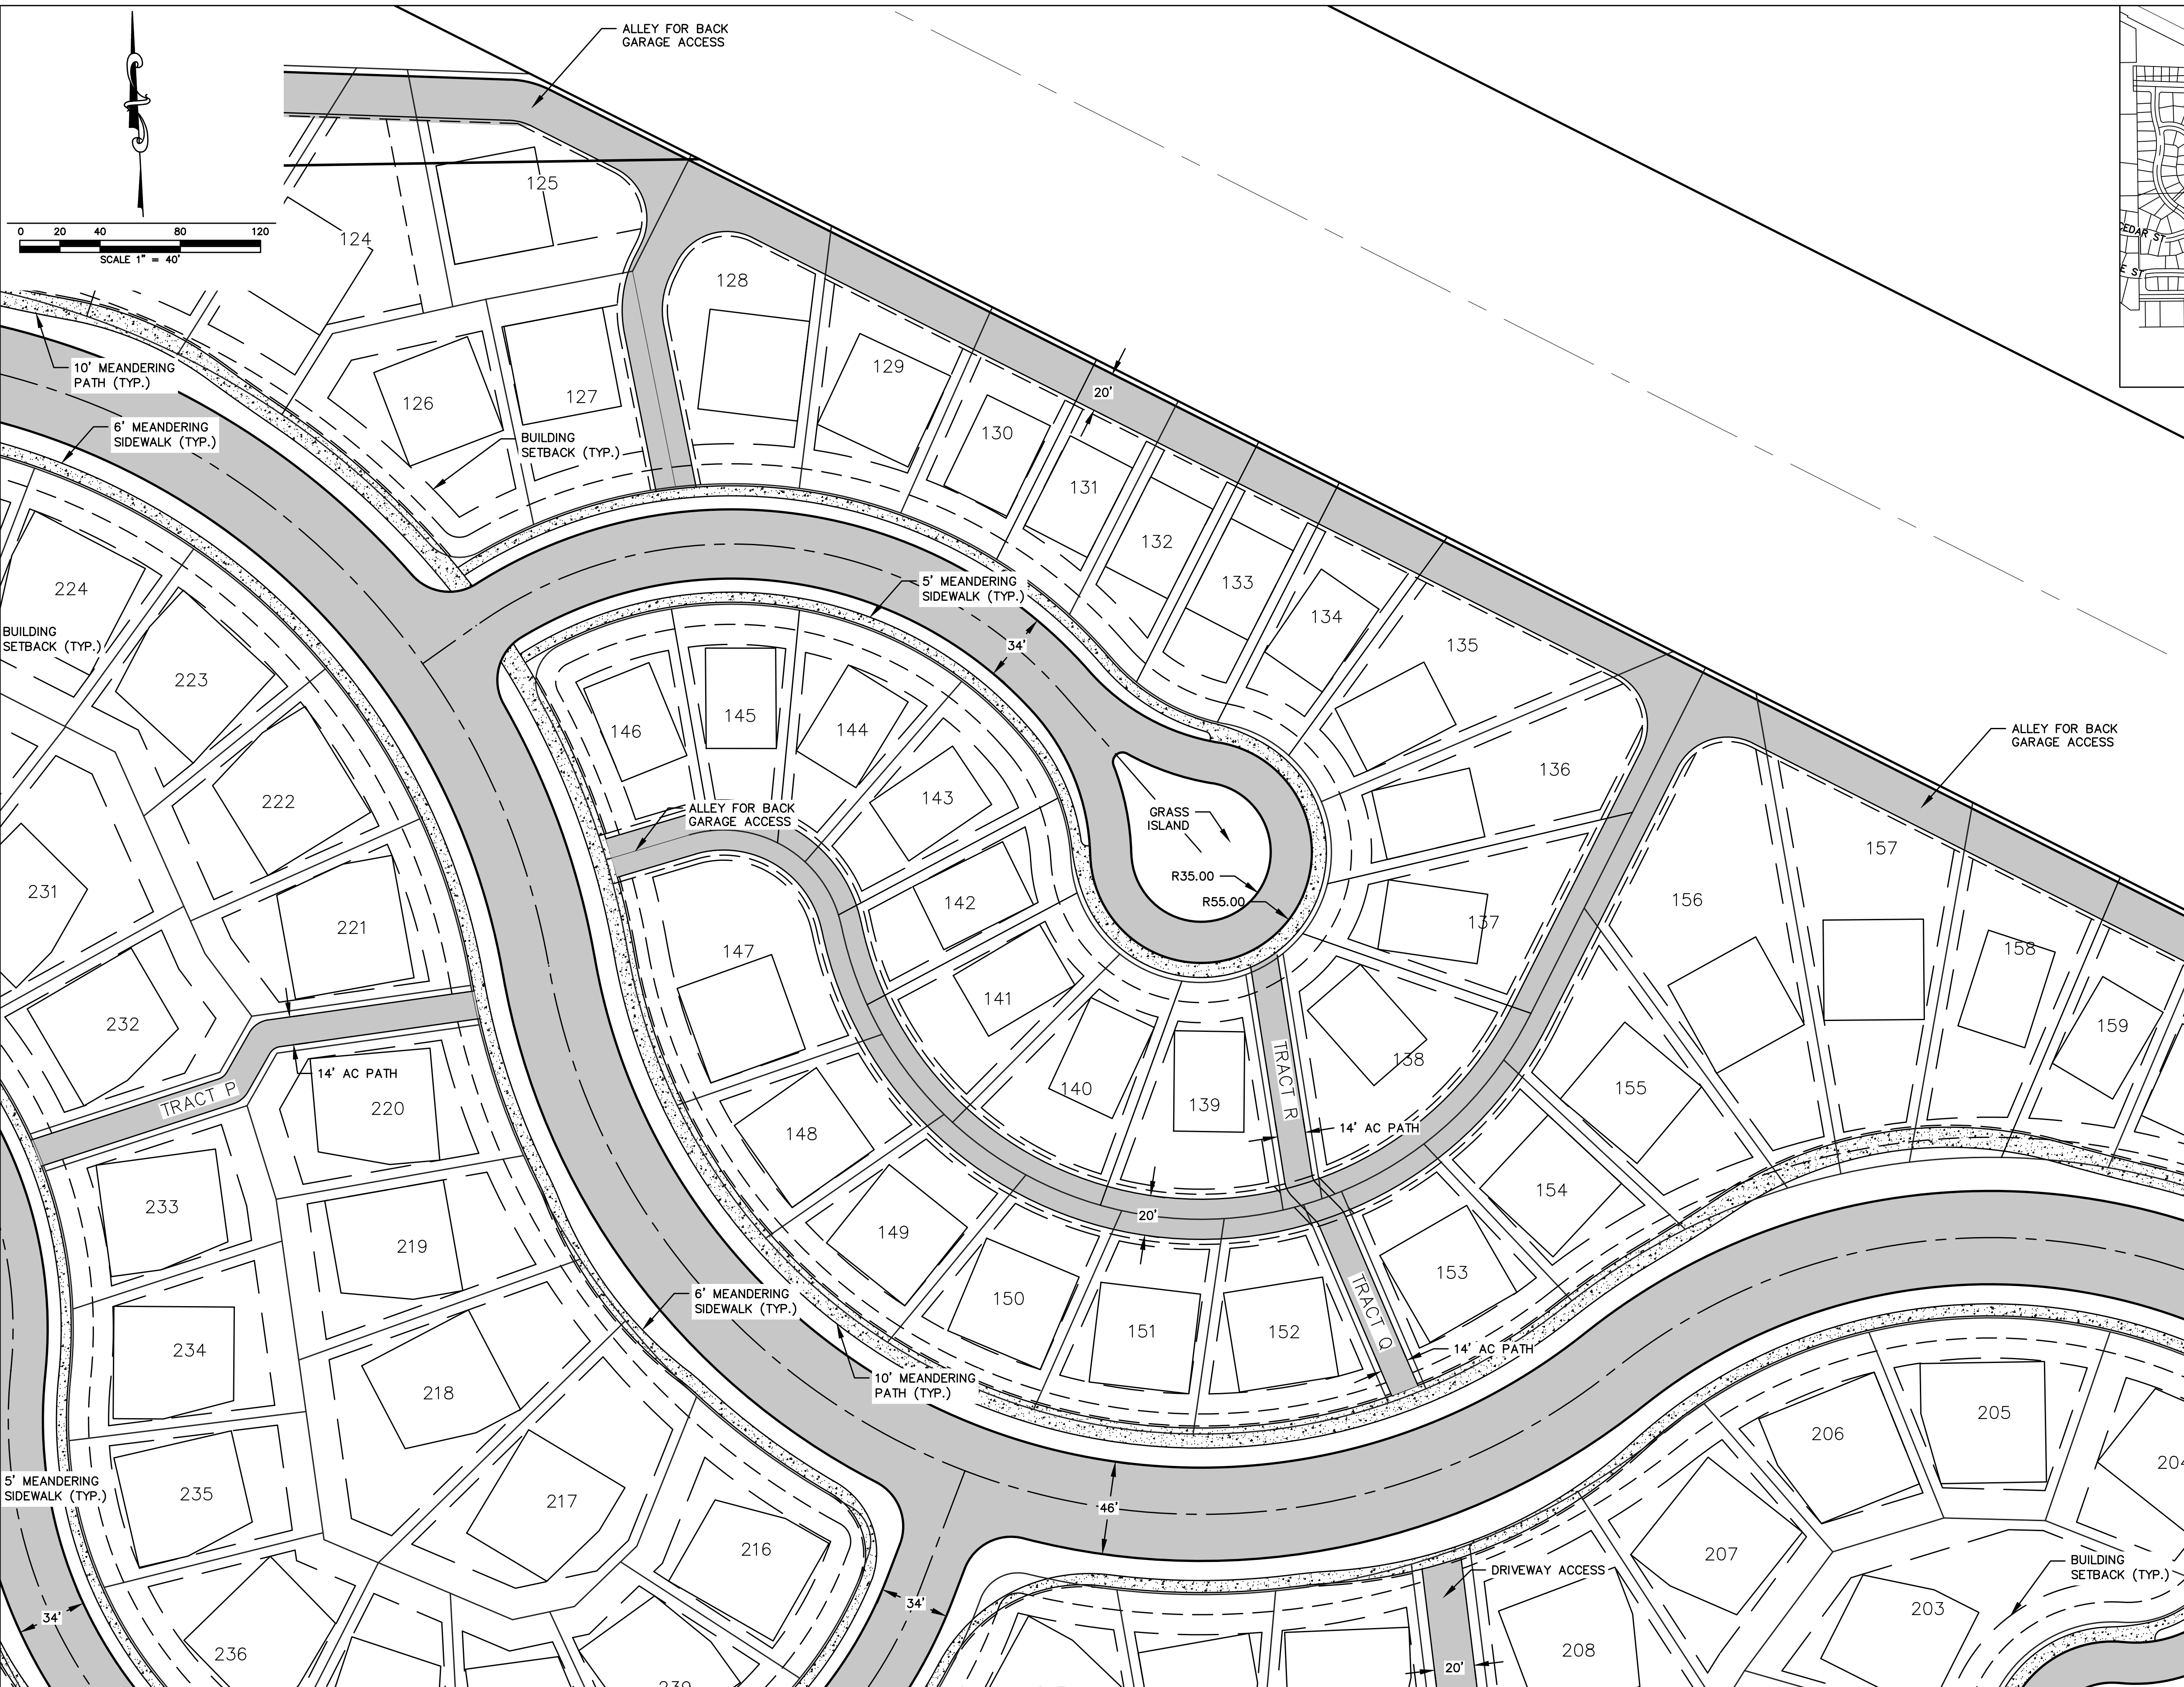 ALLEY FOR BACK
GARAGE ACCESS
0 20 40 80 120
SCALE 1" = 40'
125
124
128
10' MEANDERING
PATH (TYP.)
129
126
127
20'
6' MEANDERING
SIDEWALK (TYP.)
BUILDING
SETBACK (TYP.)
130
131
132
133
134
135
5' MEANDERING
SIDEWALK (TYP.)
34'
224
BUILDING
SETBACK (TYP.)
223
222
146
145
144
143
136
ALLEY FOR BACK
GARAGE ACCESS
ALLEY FOR BACK
GARAGE ACCESS
GRASS
ISLAND
R35.00
R55.00
231
221
142
147
137
156
157
158
232
141
159
14' AC PATH
TRACT P
220
140
139
TRACT R
138
155
14' AC PATH
148
233
154
20'
219
149
153
234
6' MEANDERING
SIDEWALK (TYP.)
150
151
152
TRACT Q
14' AC PATH
218
10' MEANDERING
PATH (TYP.)
206
205
204
5' MEANDERING
SIDEWALK (TYP.)
235
217
46'
216
207
DRIVEWAY ACCESS
BUILDING
SETBACK (TYP.)
34'
34'
203
236
208
20'
CEDAR ST
E ST